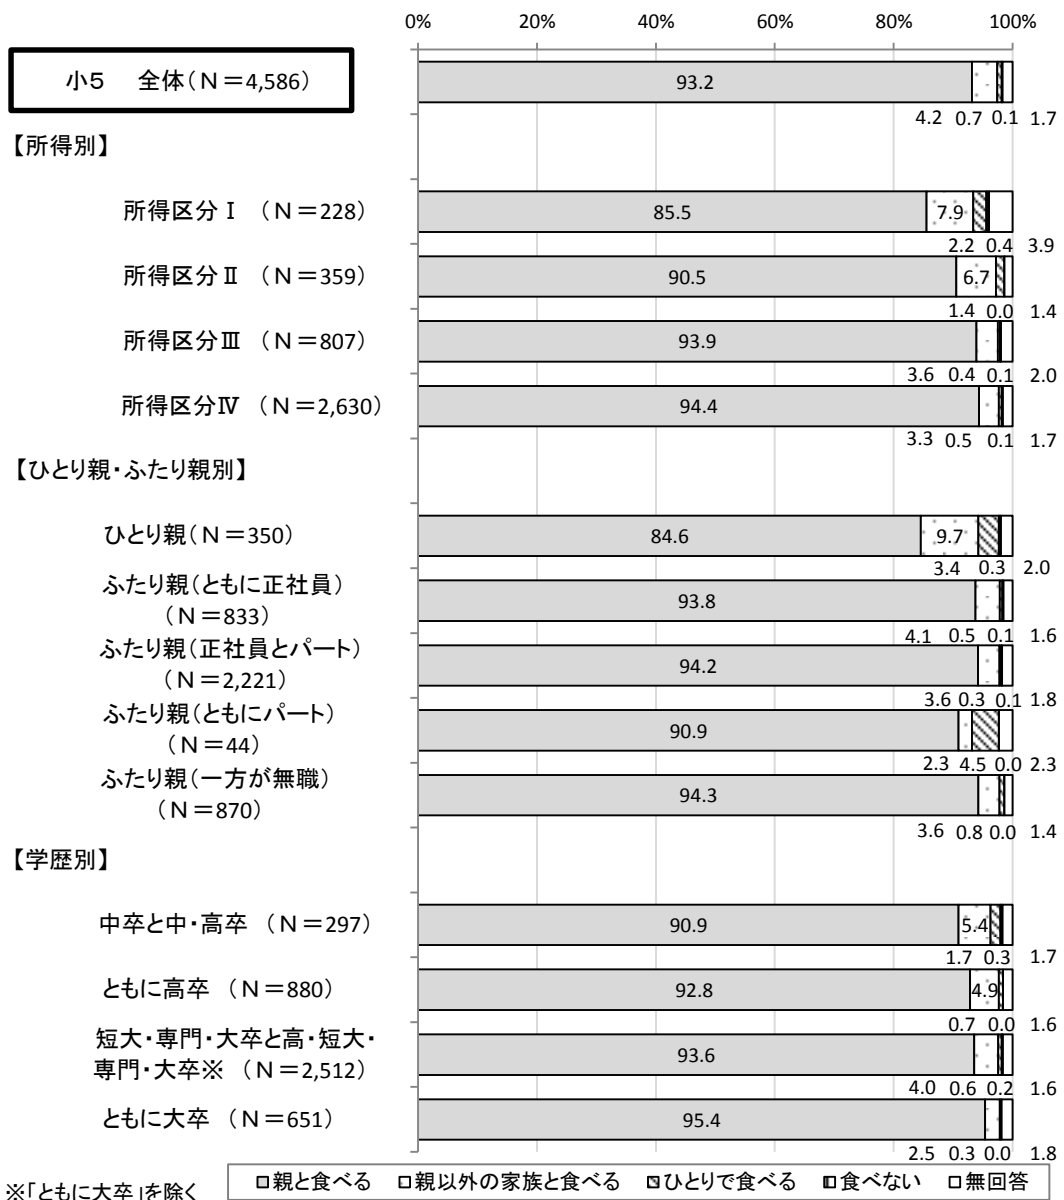 0% 20% 40% 60% 80% 100%
小5 全体(N=4,586)
93.2
4.2 0.7 0.1 1.7
【所得別】
所得区分Ⅰ (N=228)
85.5 7.9
2.2 0.4 3.9
所得区分Ⅱ (N=359)
90.5 6.7
1.4 0.0 1.4
所得区分Ⅲ (N=807)
93.9
3.6 0.4 0.1 2.0
所得区分Ⅳ (N=2,630)
94.4
3.3 0.5 0.1 1.7
【ひとり親・ふたり親別】
ひとり親(N=350)
84.6 9.7
3.4 0.3 2.0
ふたり親(ともに正社員)
(N=833)
93.8
4.1 0.5 0.1 1.6
ふたり親(正社員とパート)
(N=2,221)
94.2
3.6 0.3 0.1 1.8
ふたり親(ともにパート)
(N=44)
90.9
2.3 4.5 0.0 2.3
ふたり親(一方が無職)
(N=870)
94.3
3.6 0.8 0.0 1.4
【学歴別】
中卒と中・高卒 (N=297)
90.9 5.4
1.7 0.3 1.7
ともに高卒 (N=880)
92.8 4.9
0.7 0.0 1.6
短大・専門・大卒と高・短大・
専門・大卒※ (N=2,512)
93.6
4.0 0.6 0.2 1.6
ともに大卒 (N=651)
95.4
2.5 0.3 0.0 1.8
※「ともに大卒」を除く
親と食べる 親以外の家族と食べる ひとりで食べる 食べない 無回答